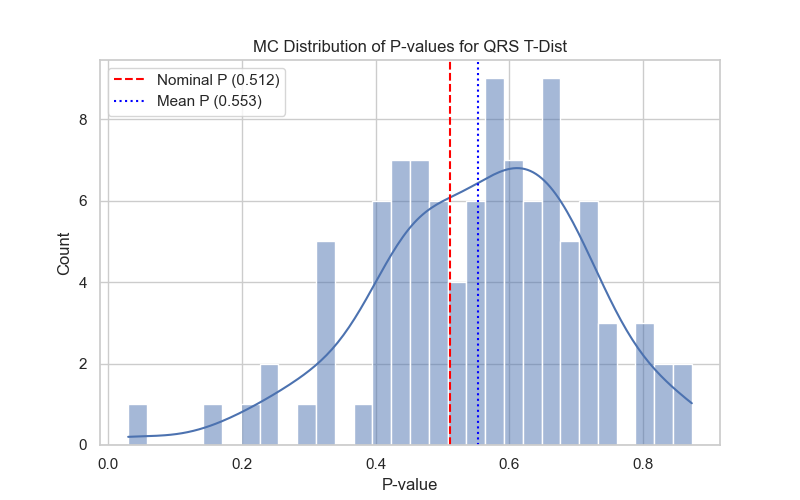 MC Distribution of P-values for QRS T-Dist
Nominal P (0.512)
Mean P (0.553)
Count
8
6
4
2
0
0.0 0.2 0.4 0.6 0.8
P-value